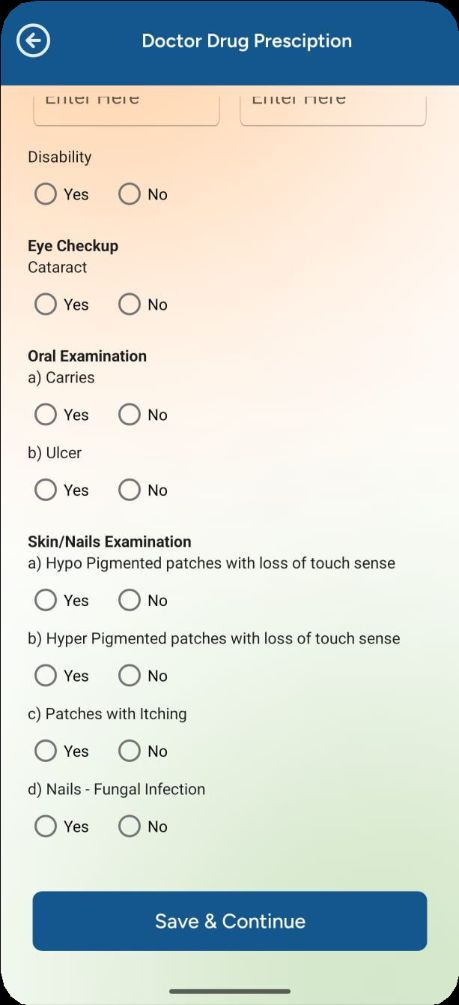 Doctor Drug Presciption
Enter Here Enter Here
Disability
Yes No
Eye Checkup
Cataract
Yes No
Oral Examination
a) Carries
Yes No
b) Ulcer
Yes No
Skin/Nails Examination
a) Hypo Pigmented patches with loss of touch sense
Yes No
b) Hyper Pigmented patches with loss of touch sense
Yes No
c) Patches with Itching
Yes No
d) Nails - Fungal Infection
Yes No
Save & Continue